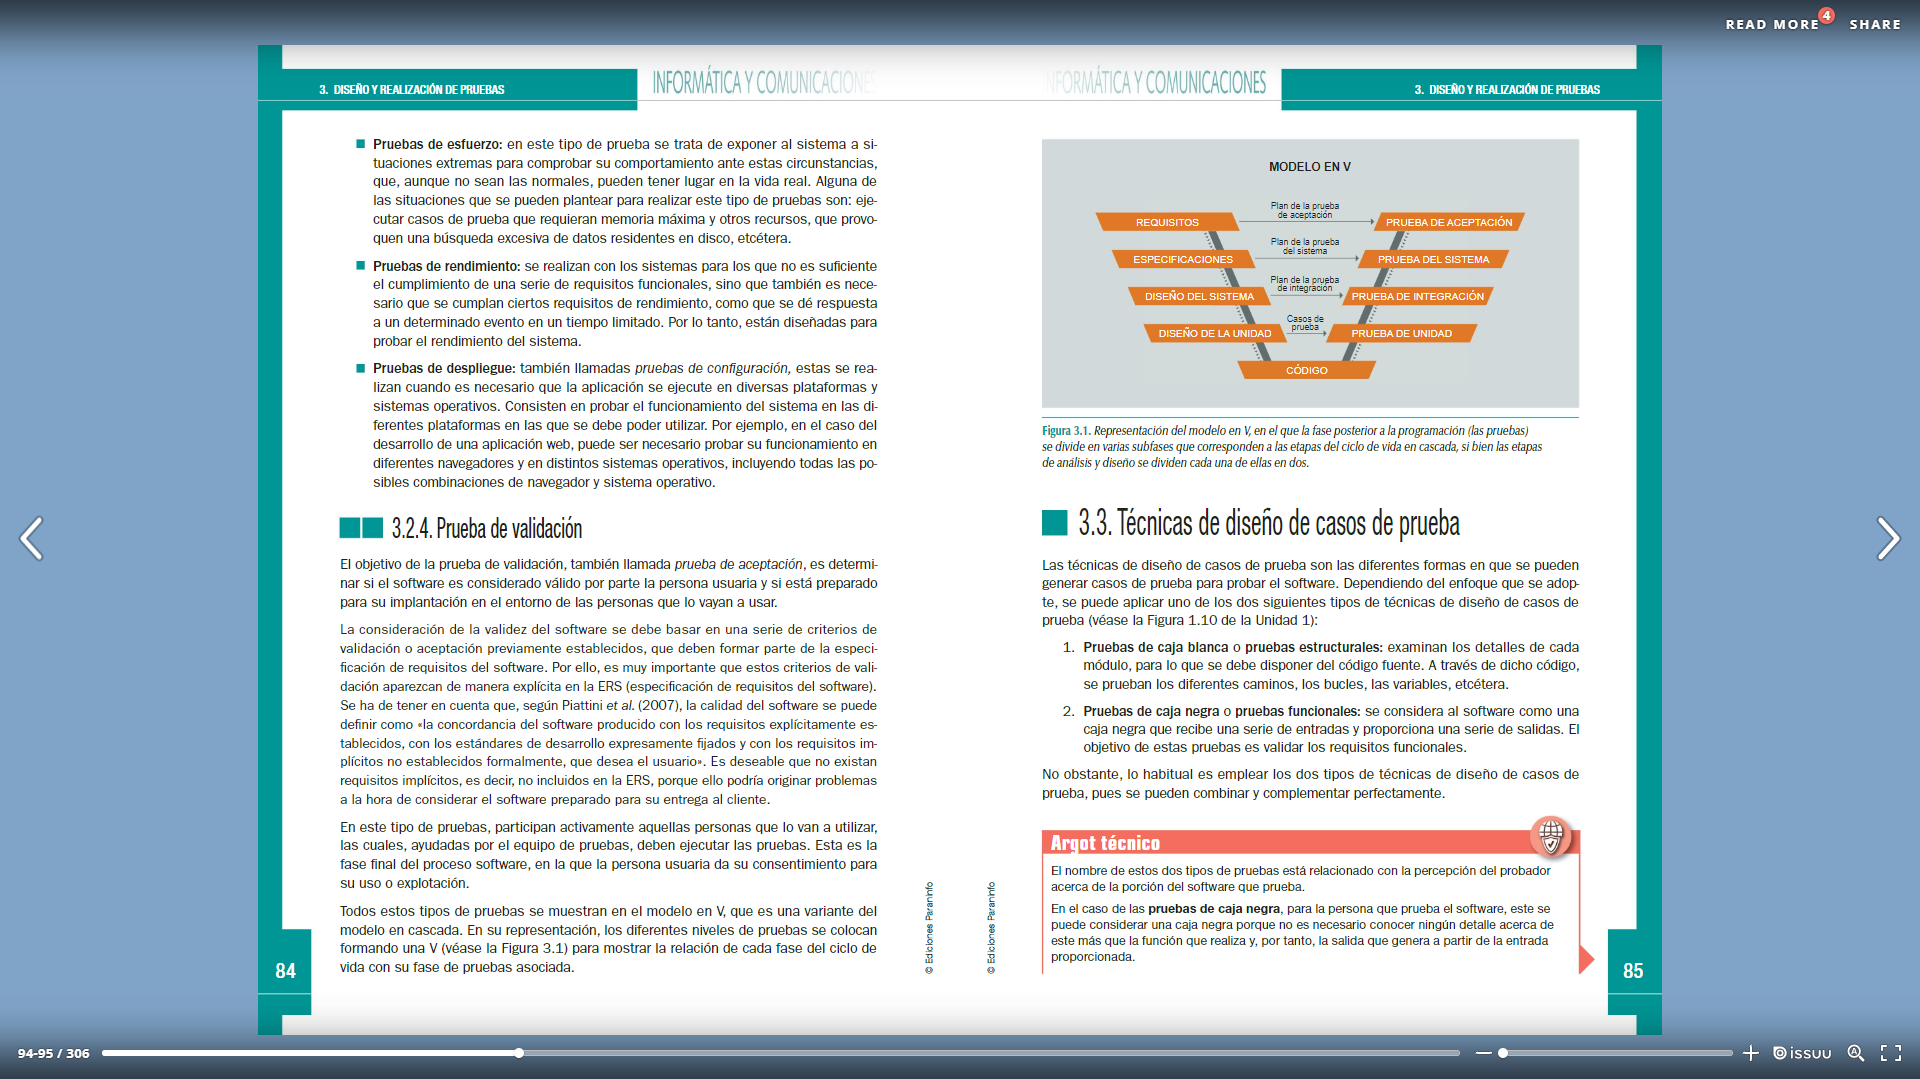 READ MORE 4 SHARE
3. DISEÑO Y REALIZACIÓN DE PRUEBAS
INFORMÁTICA Y COMUNICACIONES
■ Pruebas de esfuerzo: en este tipo de prueba se trata de exponer al sistema a si-
tuaciones extremas para comprobar su comportamiento ante estas circunstancias,
que, aunque no sean las normales, pueden tener lugar en la vida real. Alguna de
las situaciones que se pueden plantear para realizar este tipo de pruebas son: eje-
cutar casos de prueba que requieran memoria máxima y otros recursos, que provo-
quen una búsqueda excesiva de datos residentes en disco, etcétera.
■ Pruebas de rendimiento: se realizan con los sistemas para los que no es suficiente
el cumplimiento de una serie de requisitos funcionales, sino que también es nece-
sario que se cumplan ciertos requisitos de rendimiento, como que se dé respuesta
a un determinado evento en un tiempo limitado. Por lo tanto, están diseñadas para
probar el rendimiento del sistema.
■ Pruebas de despliegue: también llamadas pruebas de configuración, estas se rea-
lizan cuando es necesario que la aplicación se ejecute en diversas plataformas y
sistemas operativos. Consisten en probar el funcionamiento del sistema en las di-
ferentes plataformas en las que se debe poder utilizar. Por ejemplo, en el caso del
desarrollo de una aplicación web, puede ser necesario probar su funcionamiento en
diferentes navegadores y en distintos sistemas operativos, incluyendo todas las po-
sibles combinaciones de navegador y sistema operativo.
3.2.4. Prueba de validación
El objetivo de la prueba de validación, también llamada prueba de aceptación, es determi-
nar si el software es considerado válido por parte la persona usuaria y si está preparado
para su implantación en el entorno de las personas que lo vayan a usar.
La consideración de la validez del software se debe basar en una serie de criterios de
validación o aceptación previamente establecidos, que deben formar parte de la especi-
ficación de requisitos del software. Por ello, es muy importante que estos criterios de vali-
dación aparezcan de manera explícita en la ERS (especificación de requisitos del software).
Se ha de tener en cuenta que, según Piattini et al. (2007), la calidad del software se puede
definir como «la concordancia del software producido con los requisitos explícitamente es-
tablecidos, con los estándares de desarrollo expresamente fijados y con los requisitos im-
plícitos no establecidos formalmente, que desea el usuario». Es deseable que no existan
requisitos implícitos, es decir, no incluidos en la ERS, porque ello podría originar problemas
a la hora de considerar el software preparado para su entrega al cliente.
En este tipo de pruebas, participan activamente aquellas personas que lo van a utilizar,
las cuales, ayudadas por el equipo de pruebas, deben ejecutar las pruebas. Esta es la
fase final del proceso software, en la que la persona usuaria da su consentimiento para
su uso o explotación.
Todos estos tipos de pruebas se muestran en el modelo en V, que es una variante del
modelo en cascada. En su representación, los diferentes niveles de pruebas se colocan
formando una V (véase la Figura 3.1) para mostrar la relación de cada fase del ciclo de
vida con su fase de pruebas asociada.
84
© Ediciones Paraninfo
INFORMÁTICA Y COMUNICACIONES
3. DISEÑO Y REALIZACIÓN DE PRUEBAS
MODELO EN V
REQUISITOS
Plan de la prueba
de aceptación
PRUEBA DE ACEPTACIÓN
ESPECIFICACIONES
Plan de la prueba
del sistema
PRUEBA DEL SISTEMA
DISEÑO DEL SISTEMA
Plan de la prueba
de integración
PRUEBA DE INTEGRACIÓN
DISEÑO DE LA UNIDAD
Casos de
prueba
PRUEBA DE UNIDAD
CÓDIGO
Figura 3.1. Representación del modelo en V, en el que la fase posterior a la programación (las pruebas)
se divide en varias subfases que corresponden a las etapas del ciclo de vida en cascada, si bien las etapas
de análisis y diseño se dividen cada una de ellas en dos.
3.3. Técnicas de diseño de casos de prueba
Las técnicas de diseño de casos de prueba son las diferentes formas en que se pueden
generar casos de prueba para probar el software. Dependiendo del enfoque que se adop-
te, se puede aplicar uno de los dos siguientes tipos de técnicas de diseño de casos de
prueba (véase la Figura 1.10 de la Unidad 1):
1. Pruebas de caja blanca o pruebas estructurales: examinan los detalles de cada
módulo, para lo que se debe disponer del código fuente. A través de dicho código,
se prueban los diferentes caminos, los bucles, las variables, etcétera.
2. Pruebas de caja negra o pruebas funcionales: se considera al software como una
caja negra que recibe una serie de entradas y proporciona una serie de salidas. El
objetivo de estas pruebas es validar los requisitos funcionales.
No obstante, lo habitual es emplear los dos tipos de técnicas de diseño de casos de
prueba, pues se pueden combinar y complementar perfectamente.
Argot técnico
El nombre de estos dos tipos de pruebas está relacionado con la percepción del probador
acerca de la porción del software que prueba.
En el caso de las pruebas de caja negra, para la persona que prueba el software, este se
puede considerar una caja negra porque no es necesario conocer ningún detalle acerca de
este más que la función que realiza y, por tanto, la salida que genera a partir de la entrada
proporcionada.
© Ediciones Paraninfo
85
94-95 / 306
issuu